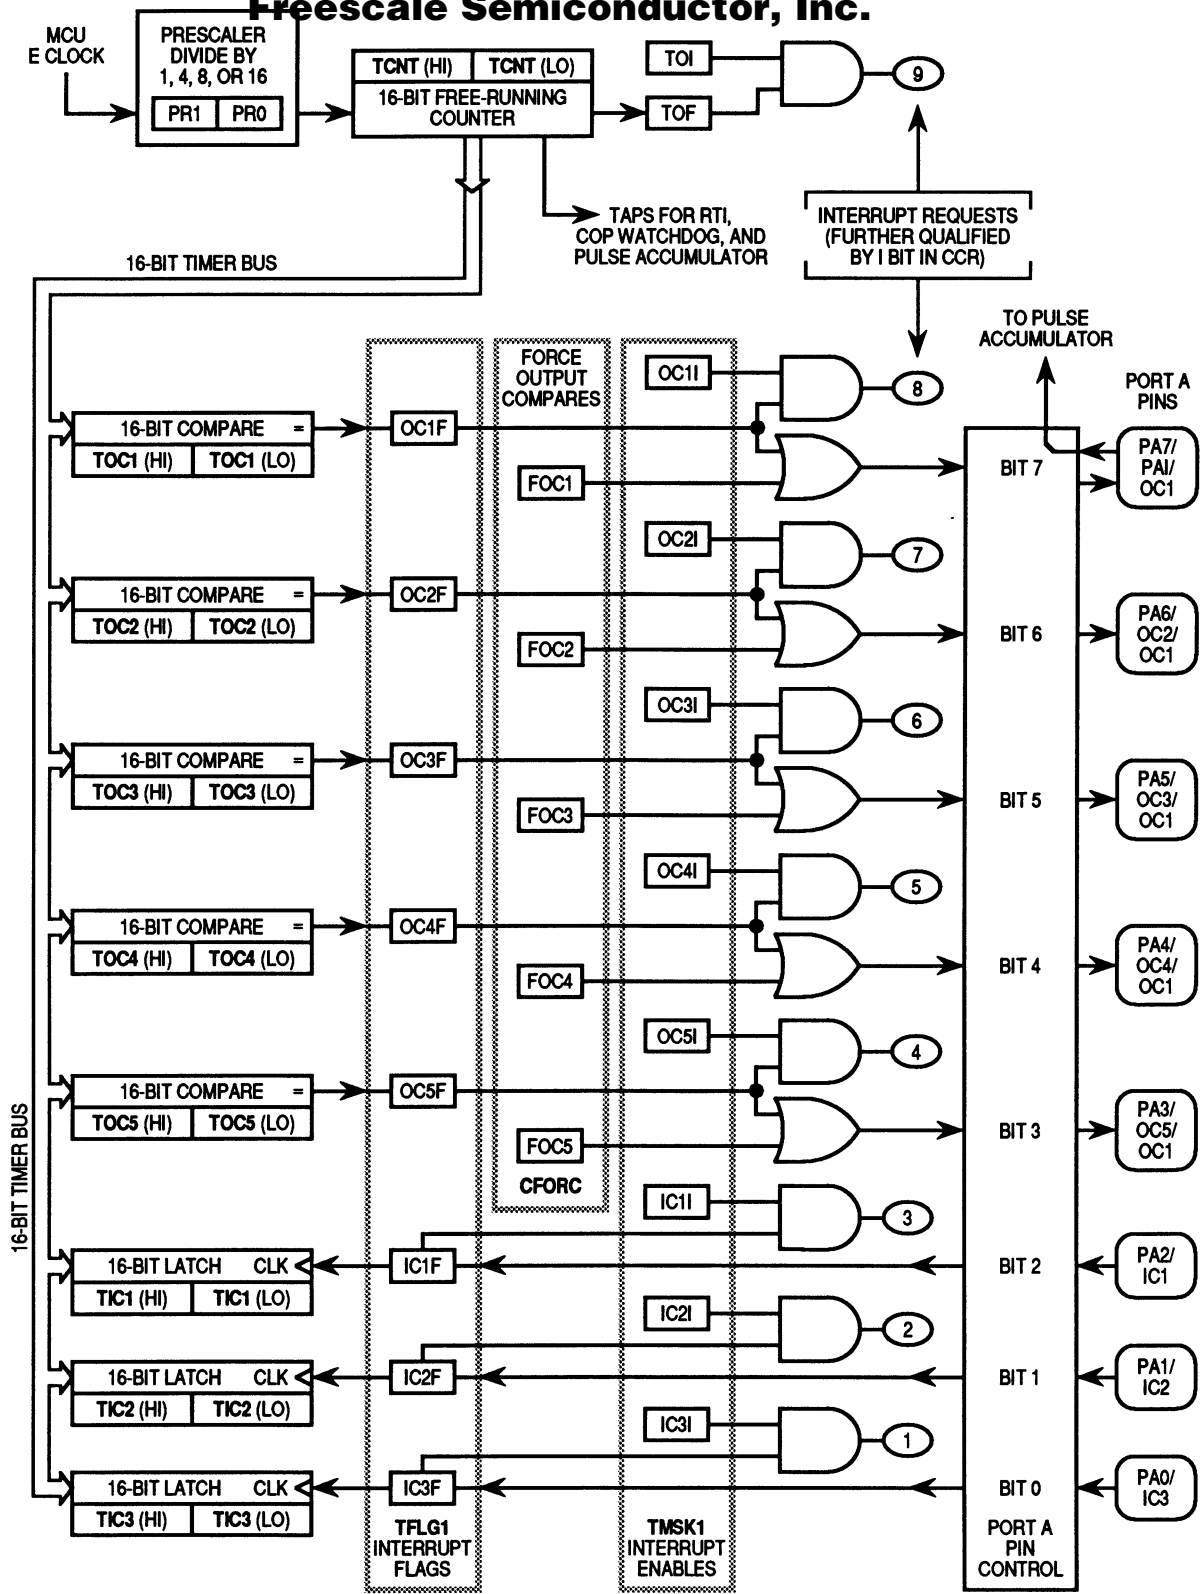 Freescale Semiconductor, Inc.
MCU
E CLOCK
PRESCALER
DIVIDE BY
1, 4, 8, OR 16
PR1 PR0
TCNT (HI) TCNT (LO)
16-BIT FREE-RUNNING
COUNTER
TOI
TOF
9
TAPS FOR RTI,
COP WATCHDOG, AND
PULSE ACCUMULATOR
INTERRUPT REQUESTS
(FURTHER QUALIFIED
BY I BIT IN CCR)
16-BIT TIMER BUS
TO PULSE
ACCUMULATOR
PORT A
PINS
FORCE
OUTPUT
COMPARES
OC1I
8
16-BIT COMPARE =
TOC1 (HI) TOC1 (LO)
OC1F
FOC1
BIT 7
PA7/
PAI/
OC1
OC2I
7
16-BIT COMPARE =
TOC2 (HI) TOC2 (LO)
OC2F
FOC2
BIT 6
PA6/
OC2/
OC1
OC3I
6
16-BIT COMPARE =
TOC3 (HI) TOC3 (LO)
OC3F
FOC3
BIT 5
PA5/
OC3/
OC1
OC4I
5
16-BIT COMPARE =
TOC4 (HI) TOC4 (LO)
OC4F
FOC4
BIT 4
PA4/
OC4/
OC1
OC5I
4
16-BIT COMPARE =
TOC5 (HI) TOC5 (LO)
OC5F
FOC5
BIT 3
PA3/
OC5/
OC1
CFORC
16-BIT TIMER BUS
IC1I
3
16-BIT LATCH CLK
TIC1 (HI) TIC1 (LO)
IC1F
BIT 2
PA2/
IC1
IC2I
2
16-BIT LATCH CLK
TIC2 (HI) TIC2 (LO)
IC2F
BIT 1
PA1/
IC2
IC3I
1
16-BIT LATCH CLK
TIC3 (HI) TIC3 (LO)
IC3F
BIT 0
PA0/
IC3
TFLG1
INTERRUPT
FLAGS
TMSK1
INTERRUPT
ENABLES
PORT A
PIN
CONTROL